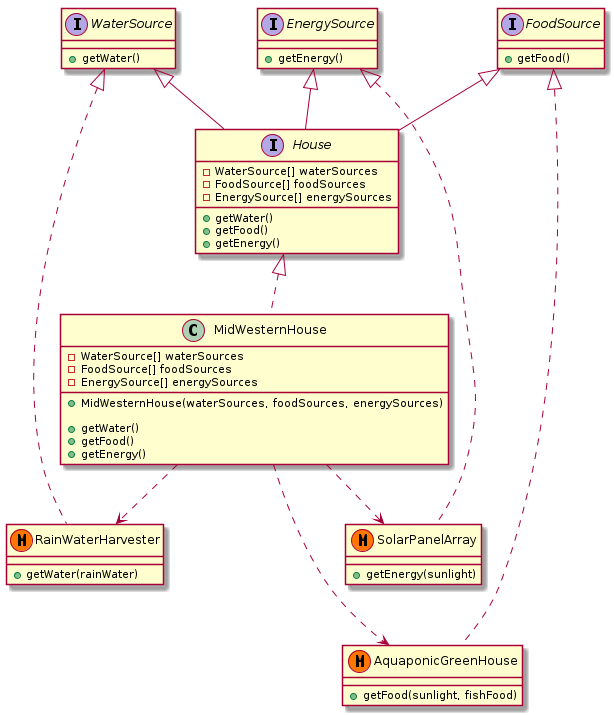 I WaterSource
getWater()
I EnergySource
getEnergy()
I FoodSource
getFood()
I House
WaterSource[] waterSources
FoodSource[] foodSources
EnergySource[] energySources
getWater()
getFood()
getEnergy()
C MidWesternHouse
WaterSource[] waterSources
FoodSource[] foodSources
EnergySource[] energySources
MidWesternHouse(waterSources, foodSources, energySources)
getWater()
getFood()
getEnergy()
M RainWaterHarvester
getWater(rainWater)
M SolarPanelArray
getEnergy(sunlight)
M AquaponicGreenHouse
getFood(sunlight, fishFood)